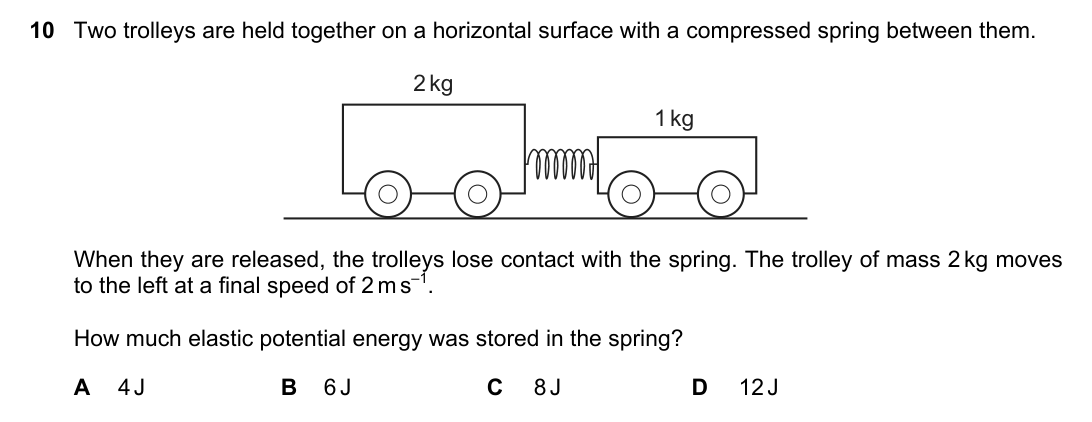 10 Two trolleys are held together on a horizontal surface with a compressed spring between them.
2 kg
1 kg
When they are released, the trolleys lose contact with the spring. The trolley of mass 2 kg moves
to the left at a final speed of 2 m s⁻¹.
How much elastic potential energy was stored in the spring?
A 4 J B 6 J C 8 J D 12 J